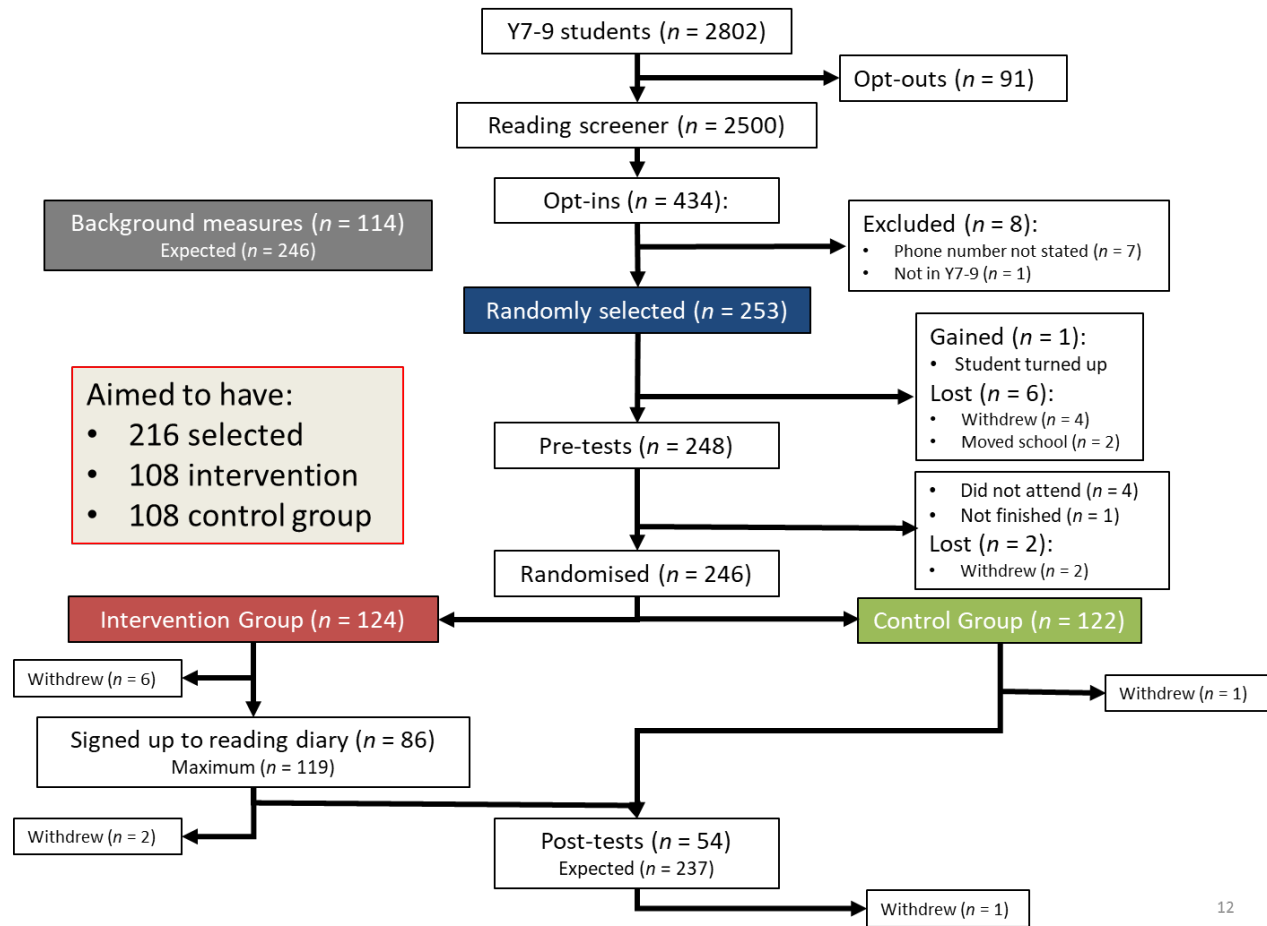 Y7-9 students (n = 2802)
Opt-outs (n = 91)
Reading screener (n = 2500)
Opt-ins (n = 434):
Background measures (n = 114)
Expected (n = 246)
Excluded (n = 8):
• Phone number not stated (n = 7)
• Not in Y7-9 (n = 1)
Randomly selected (n = 253)
Gained (n = 1):
• Student turned up
Lost (n = 6):
• Withdrew (n = 4)
• Moved school (n = 2)
Aimed to have:
• 216 selected
• 108 intervention
• 108 control group
Pre-tests (n = 248)
• Did not attend (n = 4)
• Not finished (n = 1)
Lost (n = 2):
• Withdrew (n = 2)
Randomised (n = 246)
Intervention Group (n = 124)
Control Group (n = 122)
Withdrew (n = 6)
Withdrew (n = 1)
Signed up to reading diary (n = 86)
Maximum (n = 119)
Withdrew (n = 2)
Post-tests (n = 54)
Expected (n = 237)
Withdrew (n = 1)
12